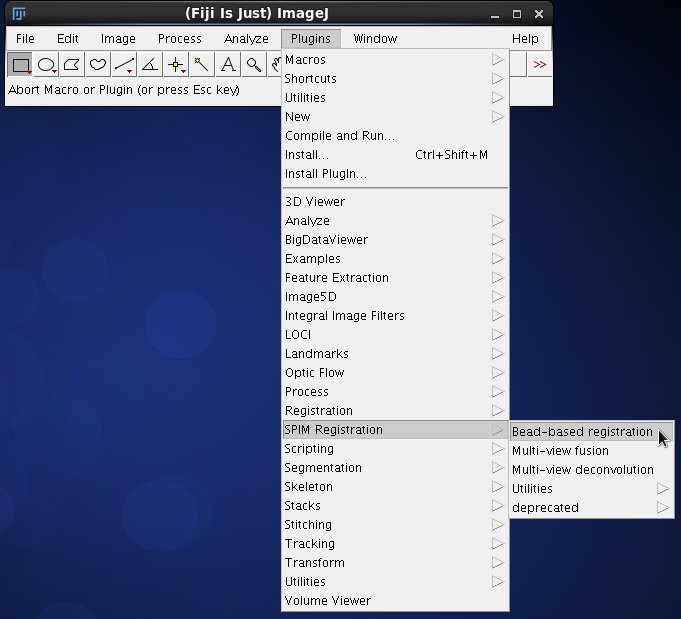 (Fiji Is Just) ImageJ
File Edit Image Process Analyze Plugins Window Help
A >>
Abort Macro or Plugin (or press Esc key)
Macros
Shortcuts
Utilities
New
Compile and Run...
Install... Ctrl+Shift+M
Install PlugIn...
3D Viewer
Analyze
BigDataViewer
Examples
Feature Extraction
Image5D
Integral Image Filters
LOCI
Landmarks
Optic Flow
Process
Registration
SPIM Registration
Scripting
Segmentation
Skeleton
Stacks
Stitching
Tracking
Transform
Utilities
Volume Viewer
Bead-based registration
Multi-view fusion
Multi-view deconvolution
Utilities
deprecated